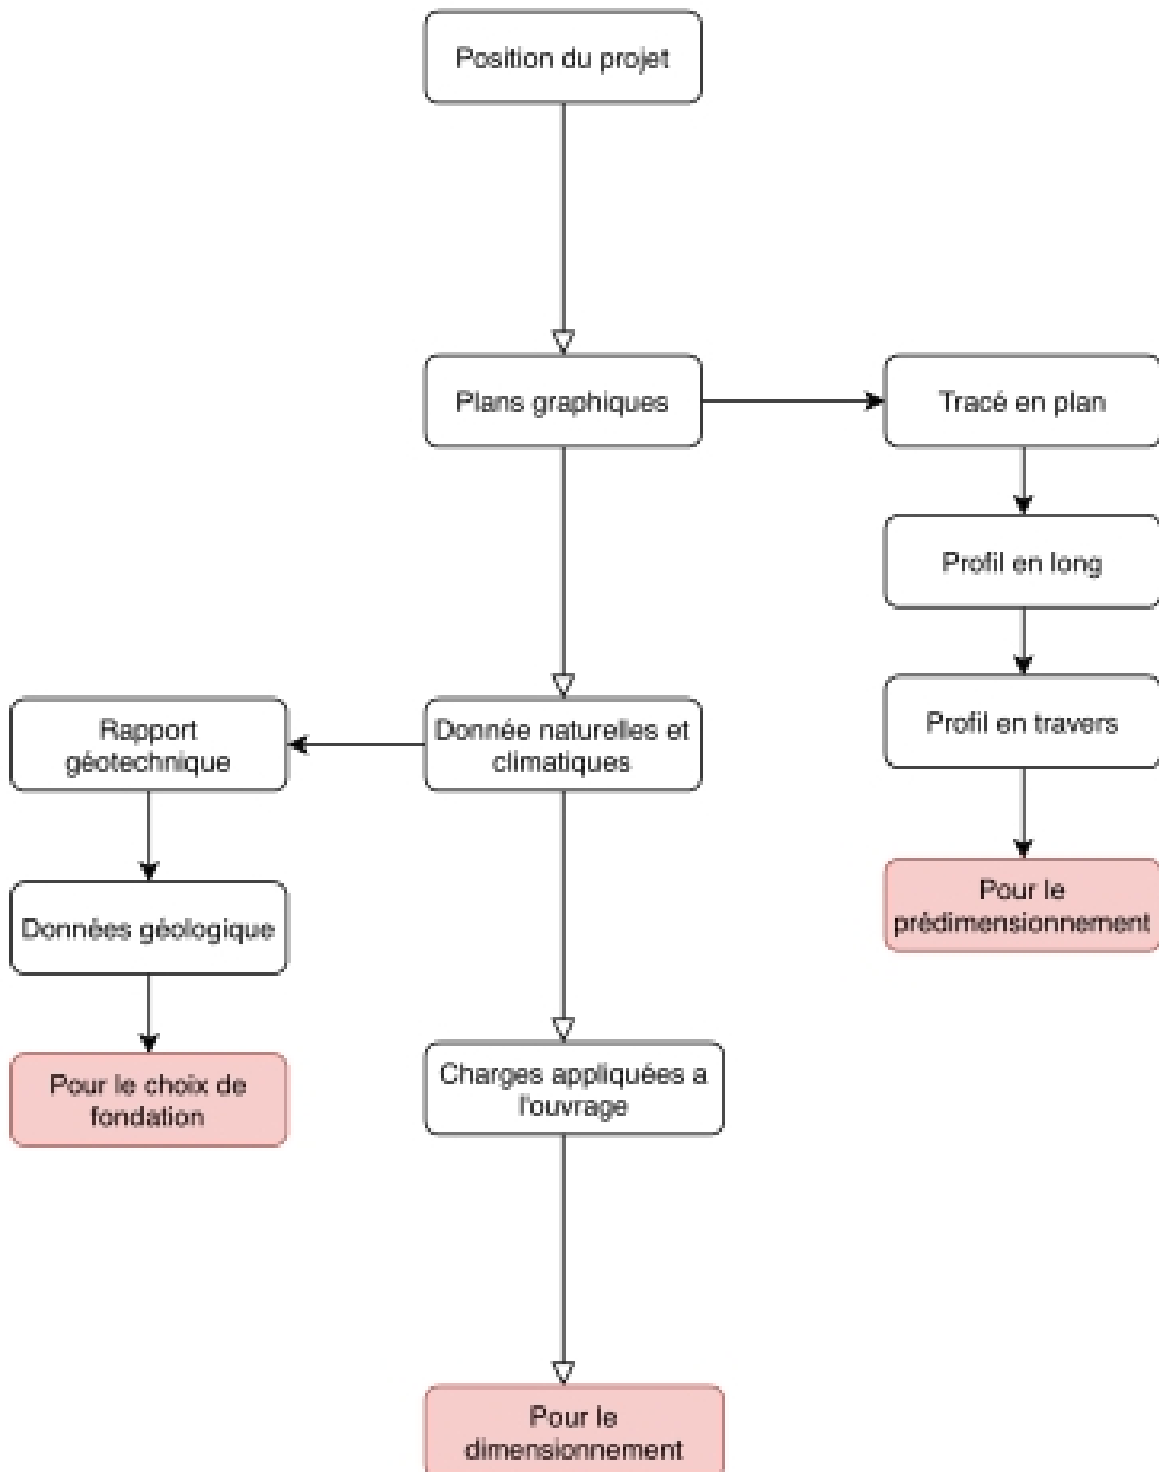 Position du projet
Plans graphiques
Tracé en plan
Profil en long
Profil en travers
Pour le
prédimensionnement
Donnée naturelles et
climatiques
Rapport
géotechnique
Données géologique
Pour le choix de
fondation
Charges appliquées a
l'ouvrage
Pour le
dimensionnement